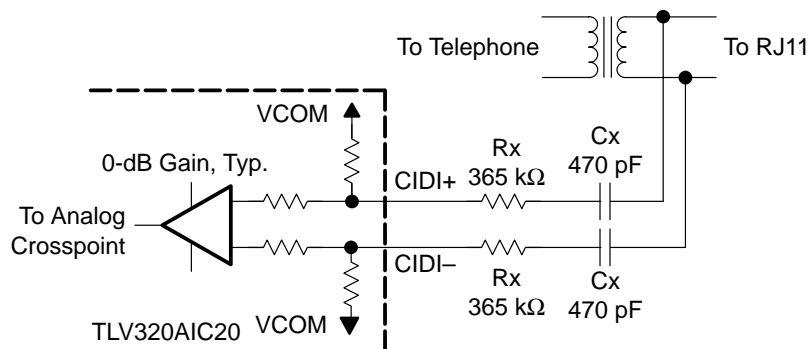 To Telephone
To RJ11
VCOM
0-dB Gain, Typ.
Rx
365 kΩ
Cx
470 pF
CIDI+
To Analog
Crosspoint
CIDI–
Rx
365 kΩ
Cx
470 pF
TLV320AIC20
VCOM